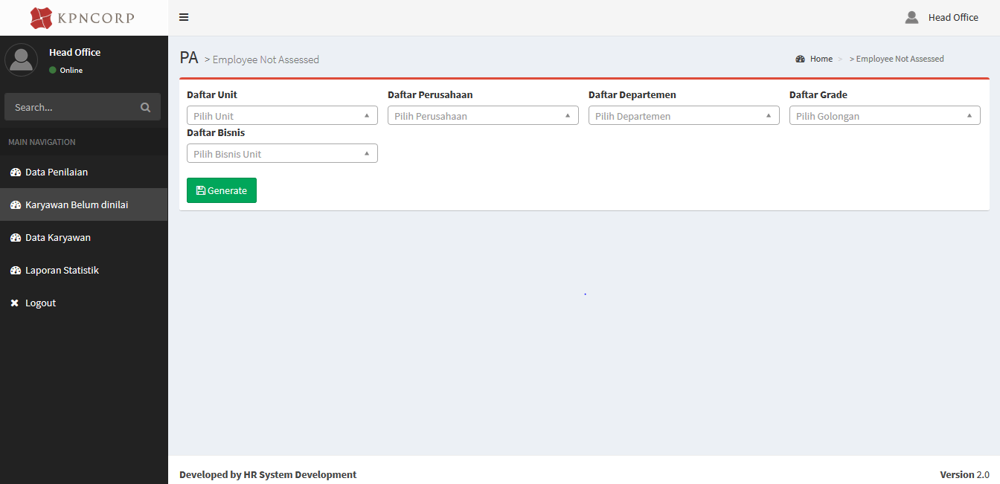 KPNCORP
Head Office
Head Office
Online
Search...
MAIN NAVIGATION
Data Penilaian
Karyawan Belum dinilai
Data Karyawan
Laporan Statistik
Logout
PA > Employee Not Assessed
Home > > Employee Not Assessed
Daftar Unit Daftar Perusahaan Daftar Departemen Daftar Grade
Pilih Unit Pilih Perusahaan Pilih Departemen Pilih Golongan
Daftar Bisnis
Pilih Bisnis Unit
Generate
Developed by HR System Development
Version 2.0